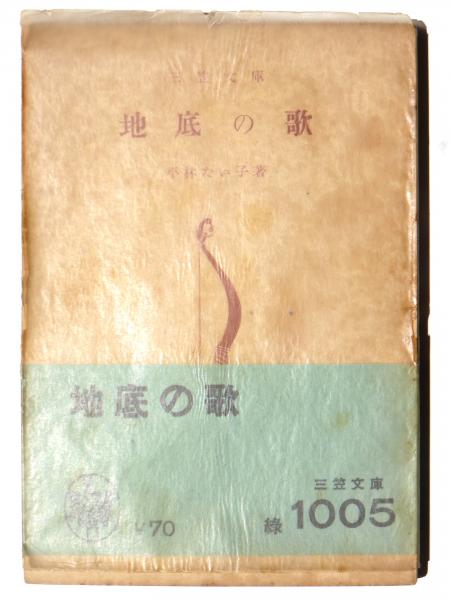 三笠文庫
地底の歌
平林たい子著
地底の歌
三笠文庫
¥70
綠 1005